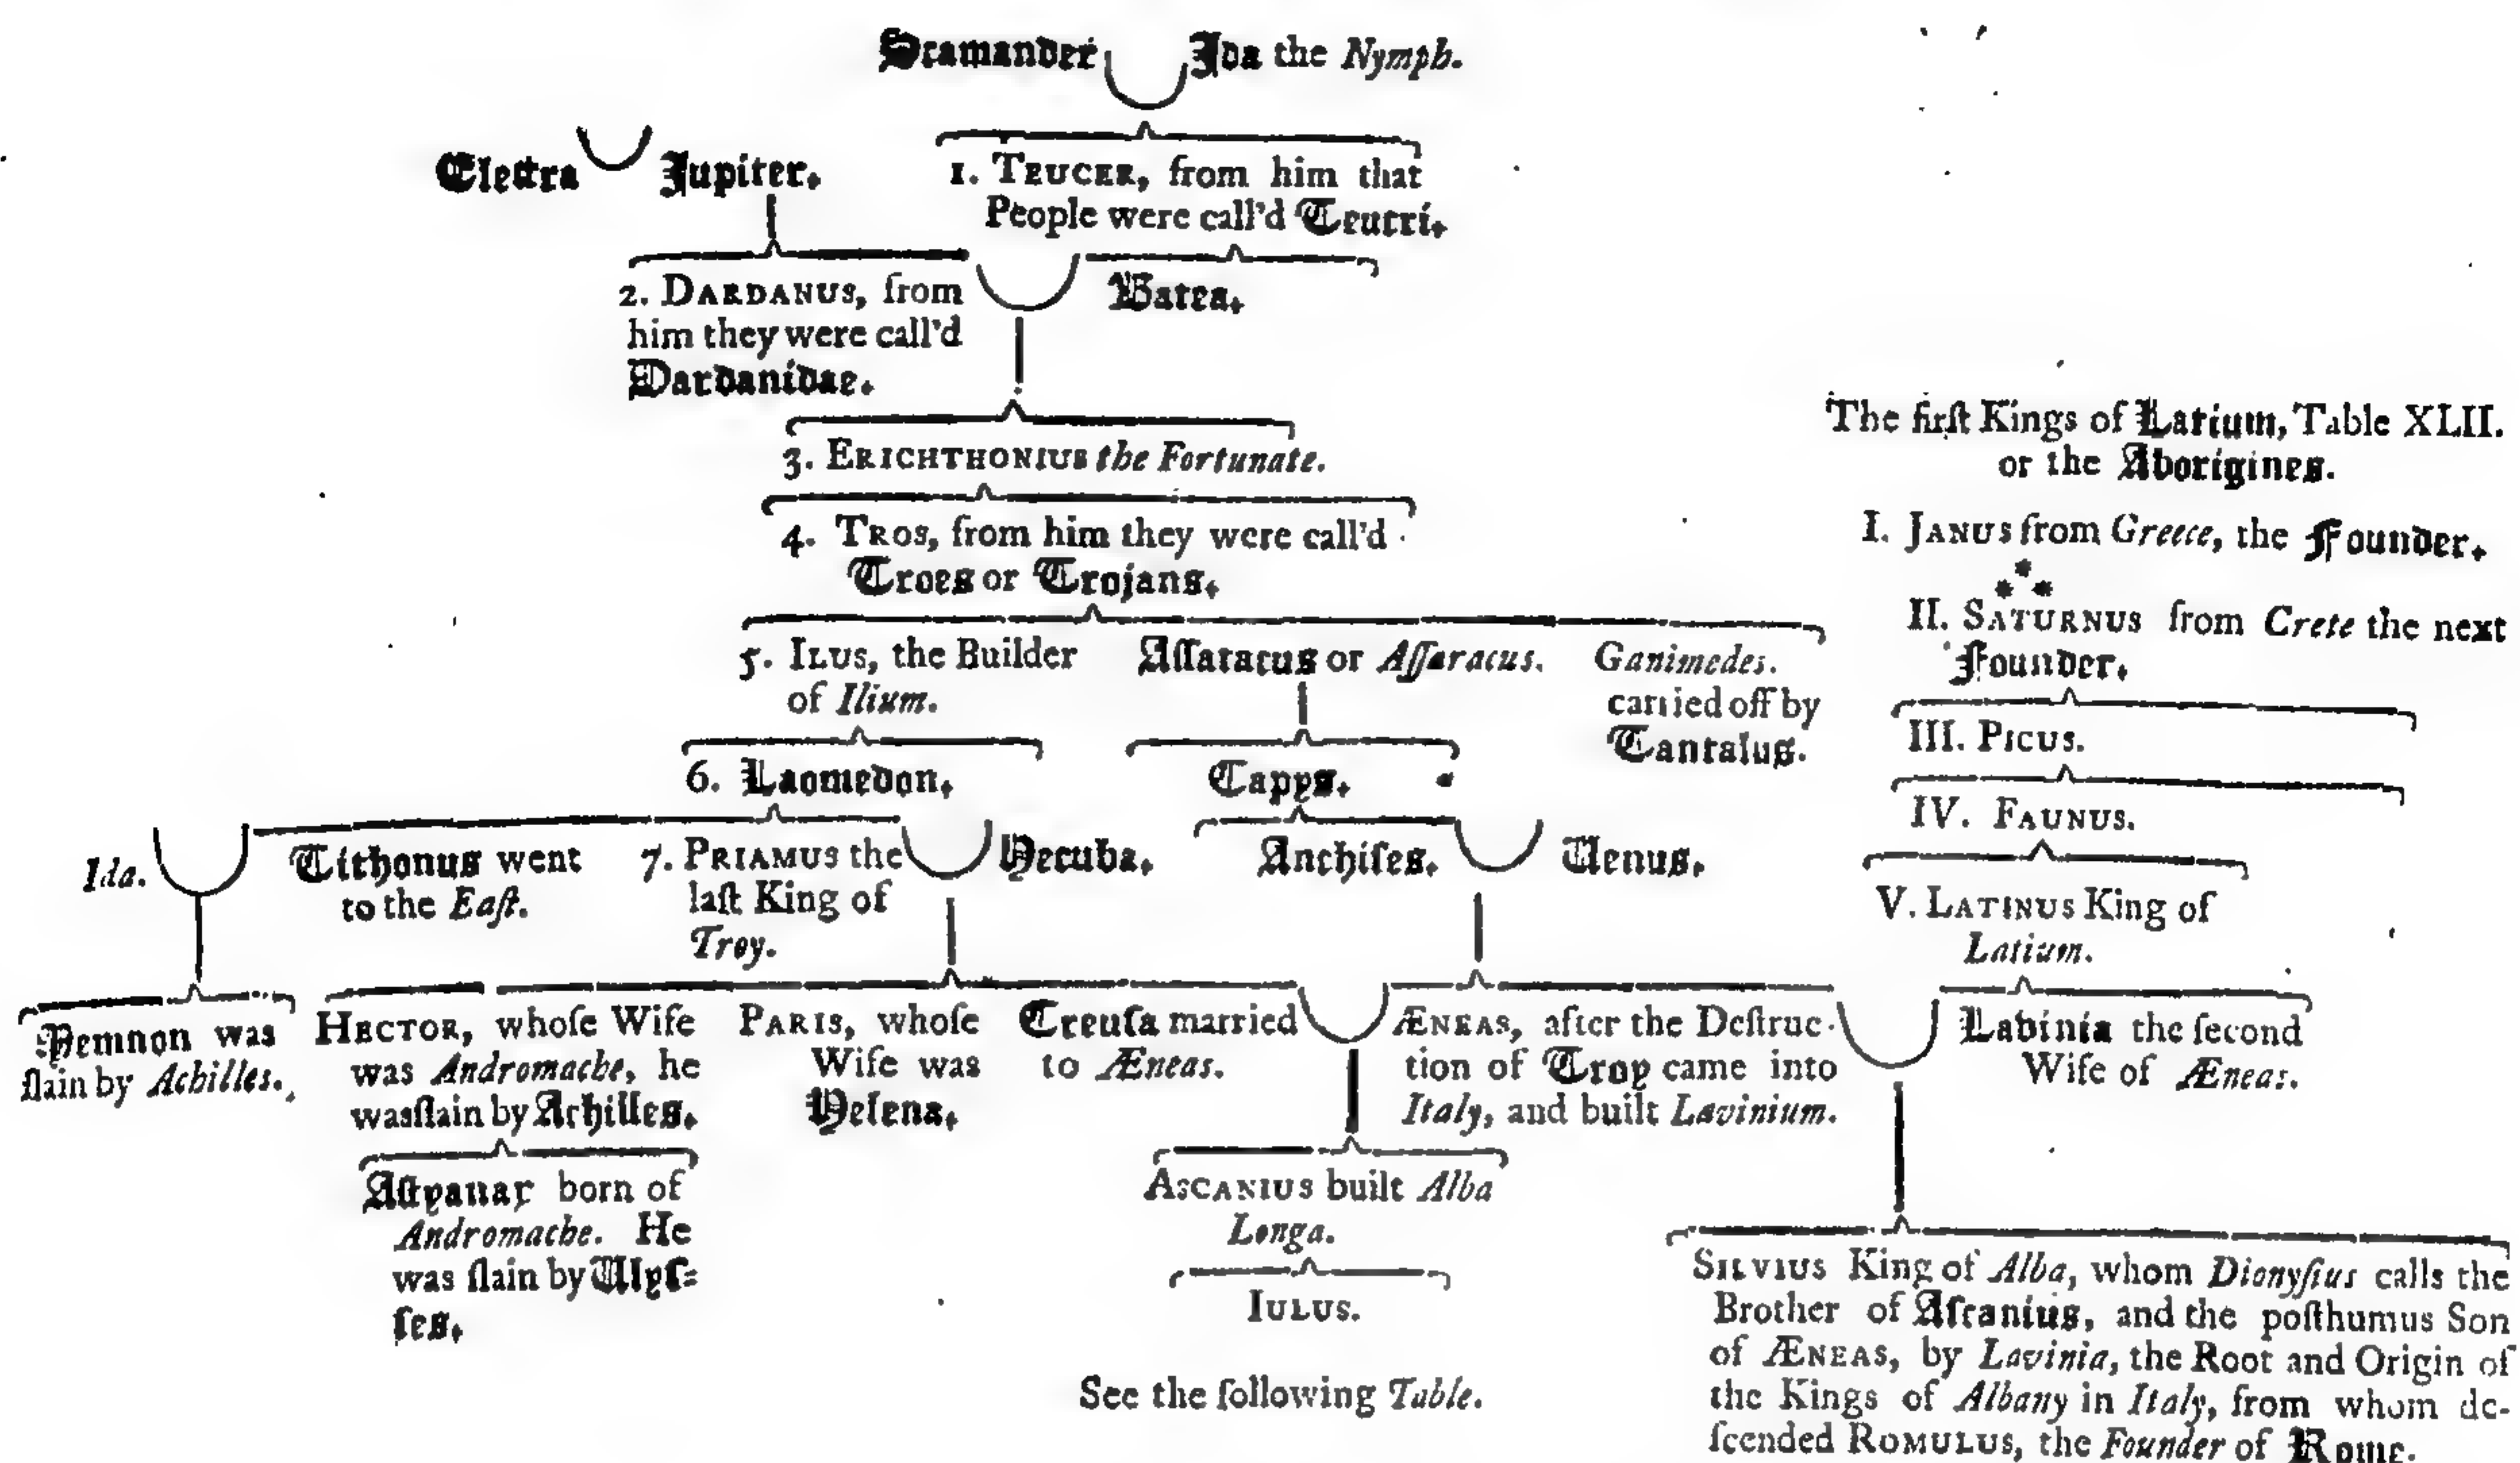 Scamander Ida the Nymph.
Electra Jupiter.
1. TEUCER, from him that
People were call'd Teucri.
2. DARDANUS, from
him they were call'd
Dardanidae.
Batea.
3. ERICHTHONIUS the Fortunate.
4. TROS, from him they were call'd
Troes or Trojans.
5. ILUS, the Builder
of Ilium.
Aſſaracus or Aſſaracus.
Ganimedes.
carried off by
Tantalus.
6. Laomedon.
Capys.
Ida.
Tithonus went
to the Eaſt.
7. PRIAMUS the
laſt King of
Troy.
Hecuba.
Anchiſes.
Venus.
Memnon was
ſlain by Achilles.
HECTOR, whoſe Wife
was Andromache, he
was ſlain by Achilles.
PARIS, whoſe
Wife was
Helena.
Creuſa married
to Æneas.
ÆNEAS, after the Deſtruc-
tion of Troy came into
Italy, and built Lavinium.
Aſtyanax born of
Andromache. He
was ſlain by Ulyſ-
ſes.
ASCANIUS built Alba
Longa.
IULUS.
See the following Table.
The firſt Kings of Latium, Table XLII.
or the Aborigines.
I. JANUS from Greece, the Founder.
II. SATURNUS from Crete the next
Founder.
III. PICUS.
IV. FAUNUS.
V. LATINUS King of
Latium.
Lavinia the ſecond
Wife of Æneas.
SILVIUS King of Alba, whom Dionyſius calls the
Brother of Aſcanius, and the poſthumus Son
of ÆNEAS, by Lavinia, the Root and Origin of
the Kings of Albany in Italy, from whom de-
ſcended ROMULUS, the Founder of Rome.